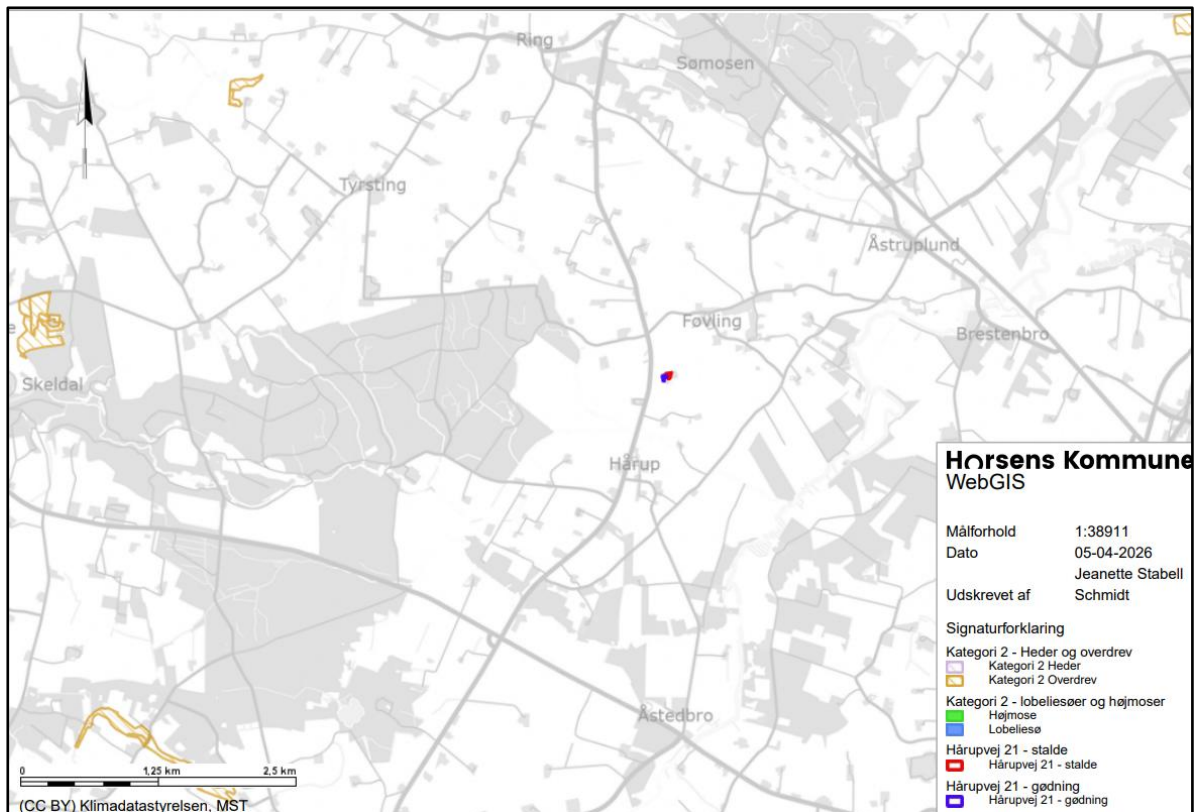 Ring
Sømosen
Tyrsting
Åstruplund
Føvling
Brestenbro
e
Skeldal
Hårup
Åstedbro
Horsens Kommune
WebGIS
Målforhold 1:38911
Dato 05-04-2026
Jeanette Stabell
Udskrevet af Schmidt
Signaturforklaring
Kategori 2 - Heder og overdrev
Kategori 2 Heder
Kategori 2 Overdrev
Kategori 2 - lobeliesøer og højmoser
Højmose
Lobeliesø
Hårupvej 21 - stalde
Hårupvej 21 - stalde
Hårupvej 21 - gødning
Hårupvej 21 - gødning
0 1,25 km 2,5 km
(CC BY) Klimadatastyrelsen, MST